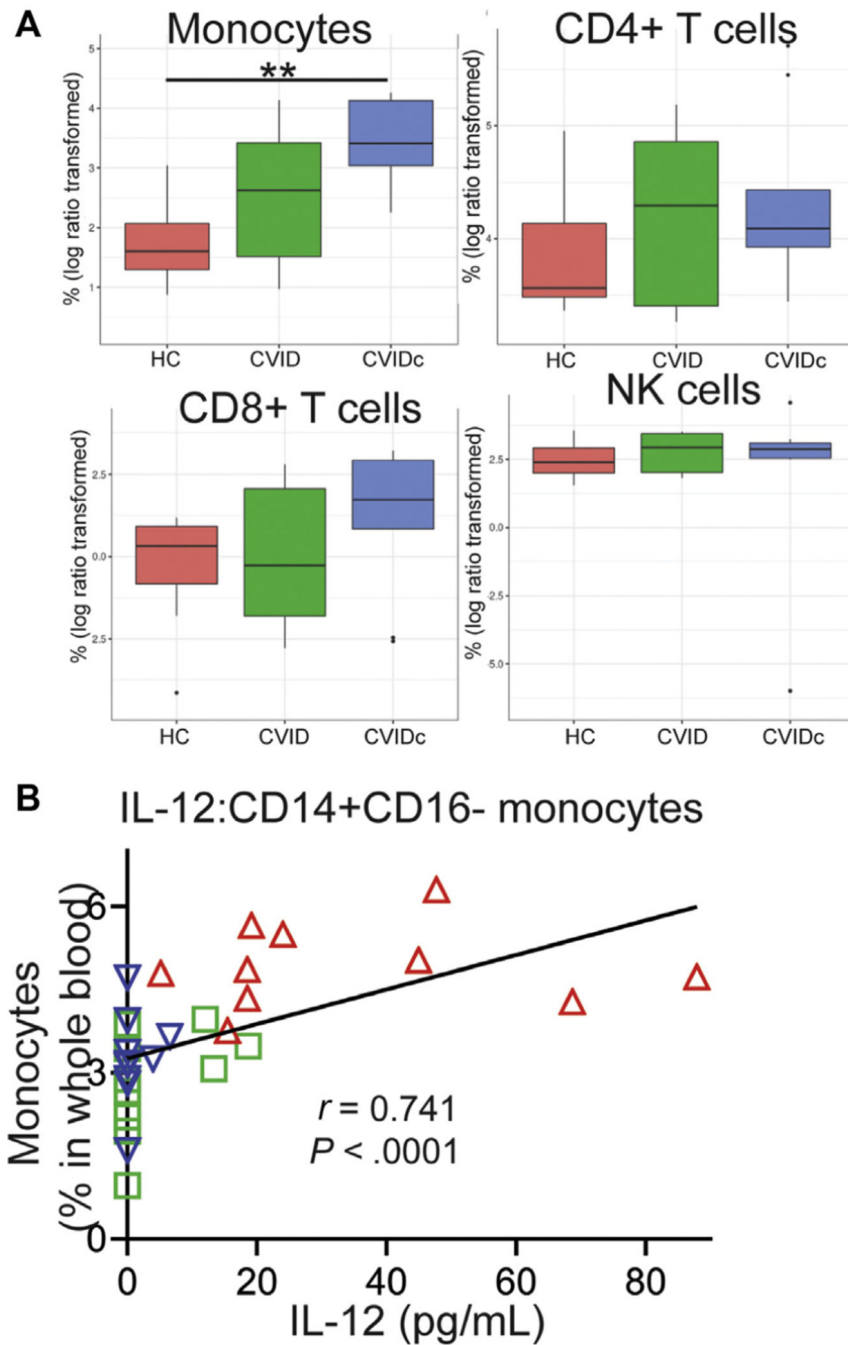 A
Monocytes
**
5
4
3
2
1
% (log ratio transformed)
HC CVID CVIDc
CD4+ T cells
5
4
% (log ratio transformed)
HC CVID CVIDc
CD8+ T cells
2.5
0.0
2.5
% (log ratio transformed)
HC CVID CVIDc
NK cells
2.5
0.0
-2.5
-5.0
% (log ratio transformed)
HC CVID CVIDc
B
IL-12:CD14+CD16- monocytes
Monocytes
(% in whole blood)
6
3
0
r = 0.741
P < .0001
0 20 40 60 80
IL-12 (pg/mL)